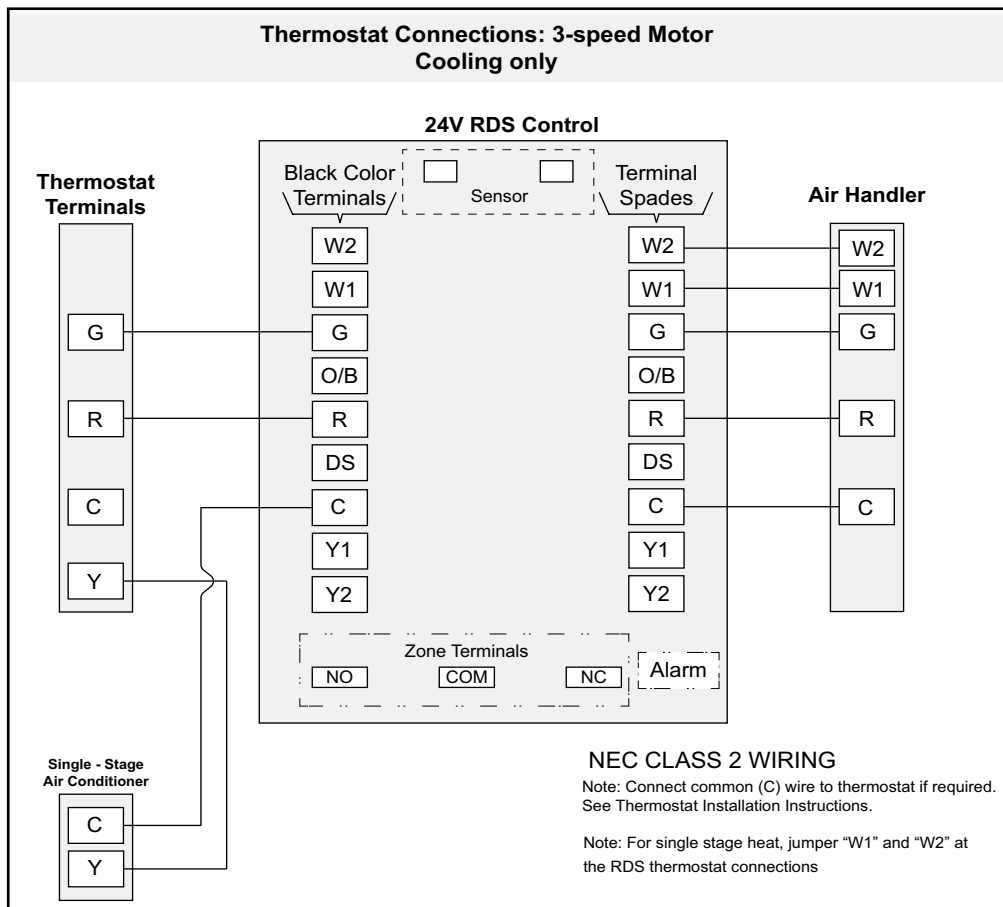 Thermostat Connections: 3-speed Motor
Cooling only
24V RDS Control
Thermostat
Terminals
G
R
C
Y
Black Color
Terminals
W2
W1
G
O/B
R
DS
C
Y1
Y2
Sensor
Terminal
Spades
W2
W1
G
O/B
R
DS
C
Y1
Y2
Air Handler
W2
W1
G
R
C
Zone Terminals
NO
COM
NC
Alarm
Single - Stage
Air Conditioner
C
Y
NEC CLASS 2 WIRING
Note: Connect common (C) wire to thermostat if required.
See Thermostat Installation Instructions.
Note: For single stage heat, jumper “W1” and “W2” at
the RDS thermostat connections